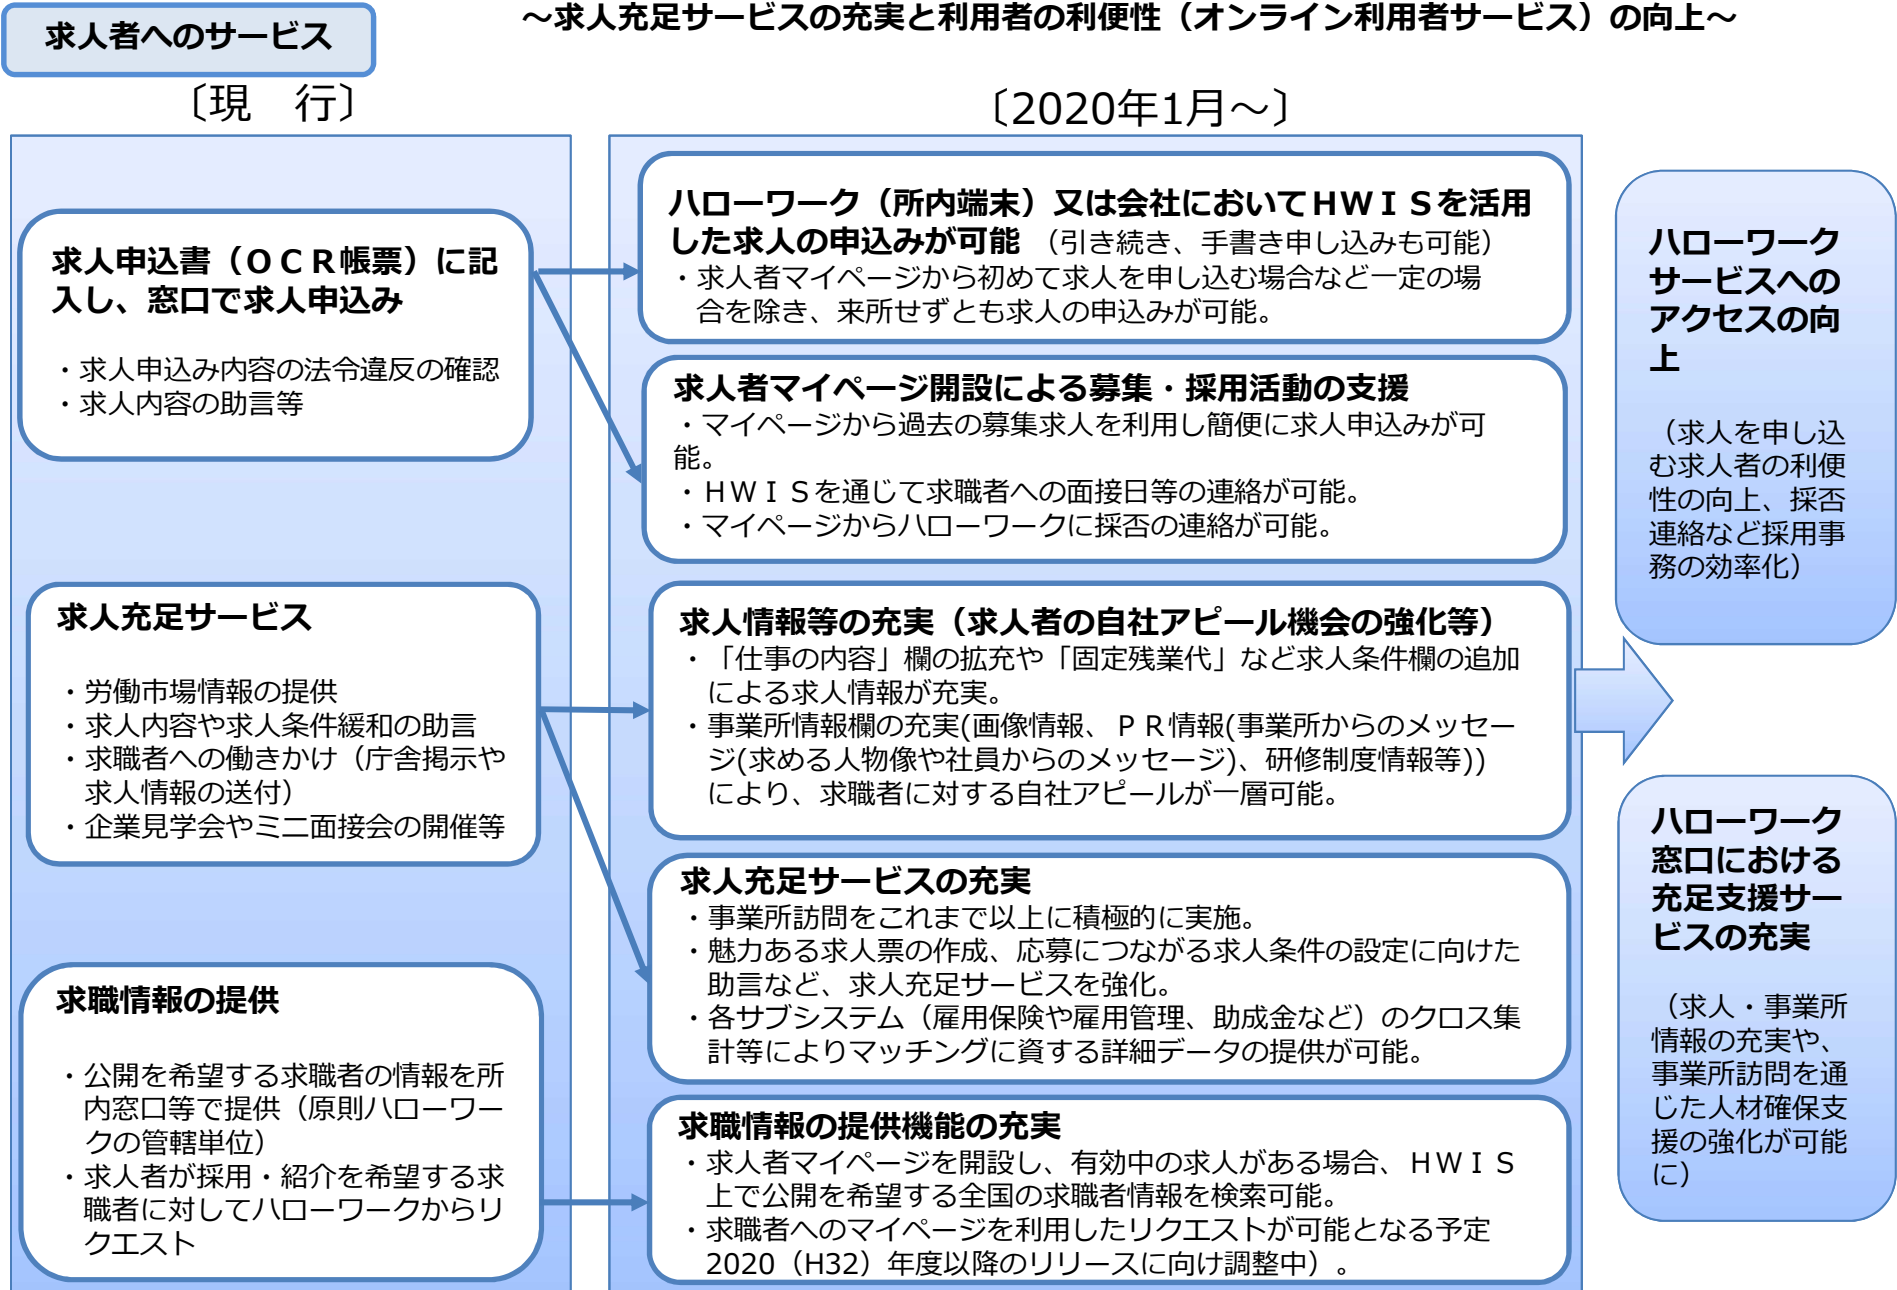 ～求人充足サービスの充実と利用者の利便性（オンライン利用者サービス）の向上～
求人者へのサービス
〔現　行〕
求人申込書（ＯＣＲ帳票）に記
入し、窓口で求人申込み
・求人申込み内容の法令違反の確認
・求人内容の助言等
求人充足サービス
・労働市場情報の提供
・求人内容や求人条件緩和の助言
・求職者への働きかけ（庁舎掲示や
求人情報の送付）
・企業見学会やミニ面接会の開催等
求職情報の提供
・公開を希望する求職者の情報を所
内窓口等で提供（原則ハローワー
クの管轄単位）
・求人者が採用・紹介を希望する求
職者に対してハローワークからリ
クエスト
〔2020年1月～〕
ハローワーク（所内端末）又は会社においてＨＷＩＳを活用
した求人の申込みが可能　（引き続き、手書き申し込みも可能）
・求人者マイページから初めて求人を申し込む場合など一定の場
合を除き、来所せずとも求人の申込みが可能。
求人者マイページ開設による募集・採用活動の支援
・マイページから過去の募集求人を利用し簡便に求人申込みが可
能。
・ＨＷＩＳを通じて求職者への面接日等の連絡が可能。
・マイページからハローワークに採否の連絡が可能。
求人情報等の充実（求人者の自社アピール機会の強化等）
・「仕事の内容」欄の拡充や「固定残業代」など求人条件欄の追加
による求人情報が充実。
・事業所情報欄の充実(画像情報、ＰＲ情報(事業所からのメッセー
ジ(求める人物像や社員からのメッセージ)、研修制度情報等))
により、求職者に対する自社アピールが一層可能。
求人充足サービスの充実
・事業所訪問をこれまで以上に積極的に実施。
・魅力ある求人票の作成、応募につながる求人条件の設定に向けた
助言など、求人充足サービスを強化。
・各サブシステム（雇用保険や雇用管理、助成金など）のクロス集
計等によりマッチングに資する詳細データの提供が可能。
求職情報の提供機能の充実
・求人者マイページを開設し、有効中の求人がある場合、ＨＷＩＳ
上で公開を希望する全国の求職者情報を検索可能。
・求職者へのマイページを利用したリクエストが可能となる予定
2020（H32）年度以降のリリースに向け調整中）。
ハローワーク
サービスへの
アクセスの向
上
（求人を申し込
む求人者の利便
性の向上、採否
連絡など採用事
務の効率化）
ハローワーク
窓口における
充足支援サー
ビスの充実
（求人・事業所
情報の充実や、
事業所訪問を通
じた人材確保支
援の強化が可能
に）